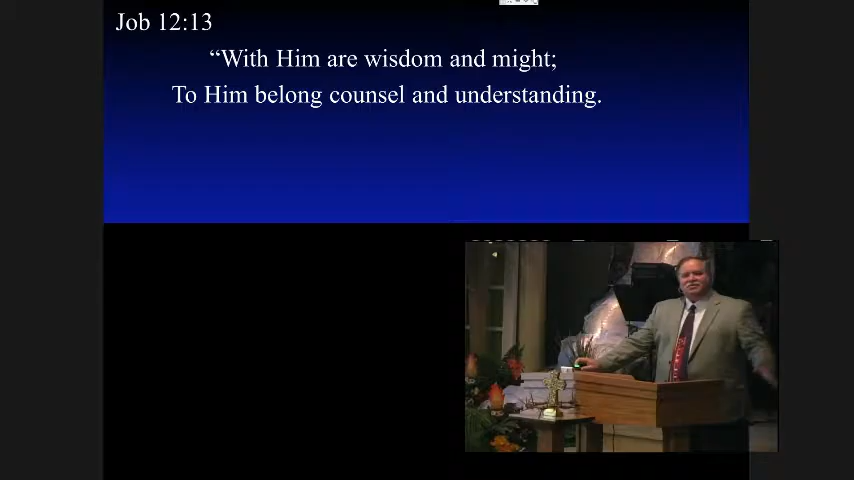 Job 12:13
“With Him are wisdom and might;
To Him belong counsel and understanding.